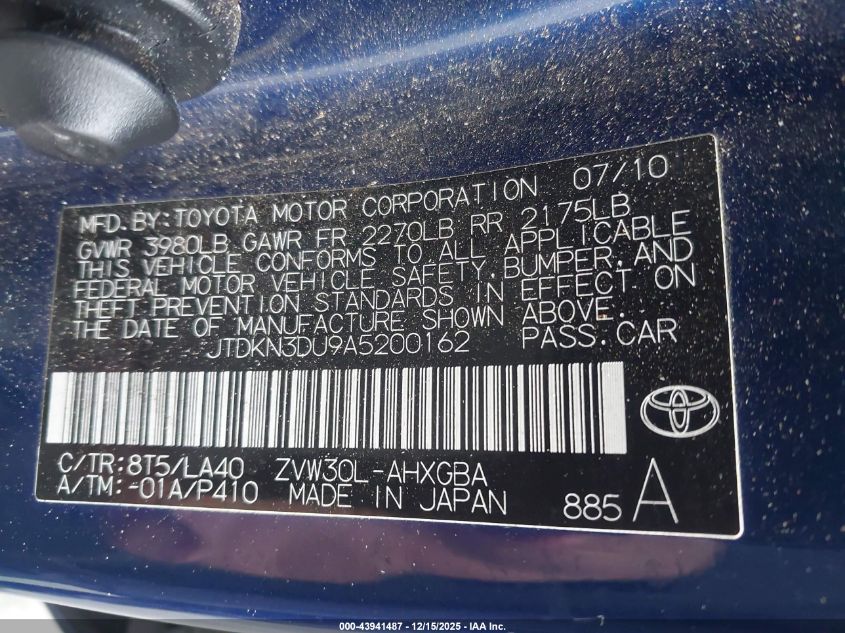 MFD.BY:TOYOTA MOTOR CORPORATION 07/10
GVWR 3980LB GAWR FR 2270LB RR 2175LB
THIS VEHICLE CONFORMS TO ALL APPLICABLE
FEDERAL MOTOR VEHICLE SAFETY,BUMPER,AND
THEFT PREVENTION STANDARDS IN EFFECT ON
THE DATE OF MANUFACTURE SHOWN ABOVE.
JTDKN3DU9A5200162 PASS.CAR
C/TR:8T5/LA40 ZVW30L-AHXGBA
A/TM:-01A/P410 MADE IN JAPAN 885 A
000-43941487 - 12/15/2025 - IAA Inc.